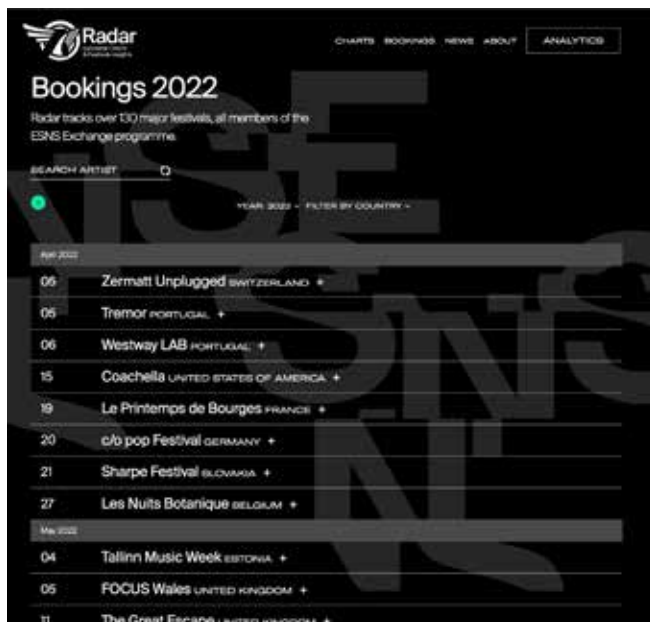 Radar
CHARTS BOOKINGS NEWS ABOUT ANALYTICS
Bookings 2022
Radar tracks over 130 major festivals, all members of the
ESNS Exchange programme.
SEARCH ARTIST
YEAR: 2022 FILTER BY COUNTRY
April 2022
Zermatt Unplugged SWITZERLAND +
Tremor PORTUGAL +
06 Westway LAB PORTUGAL +
15 Coachella UNITED STATES OF AMERICA +
19 Le Printemps de Bourges FRANCE +
20 c/o pop Festival GERMANY +
21 Sharpe Festival SLOVAKIA +
27 Les Nuits Botanique BELGIUM +
May 2022
04 Tallinn Music Week ESTONIA +
05 FOCUS Wales UNITED KINGDOM +
11 The Great Escape UNITED KINGDOM +